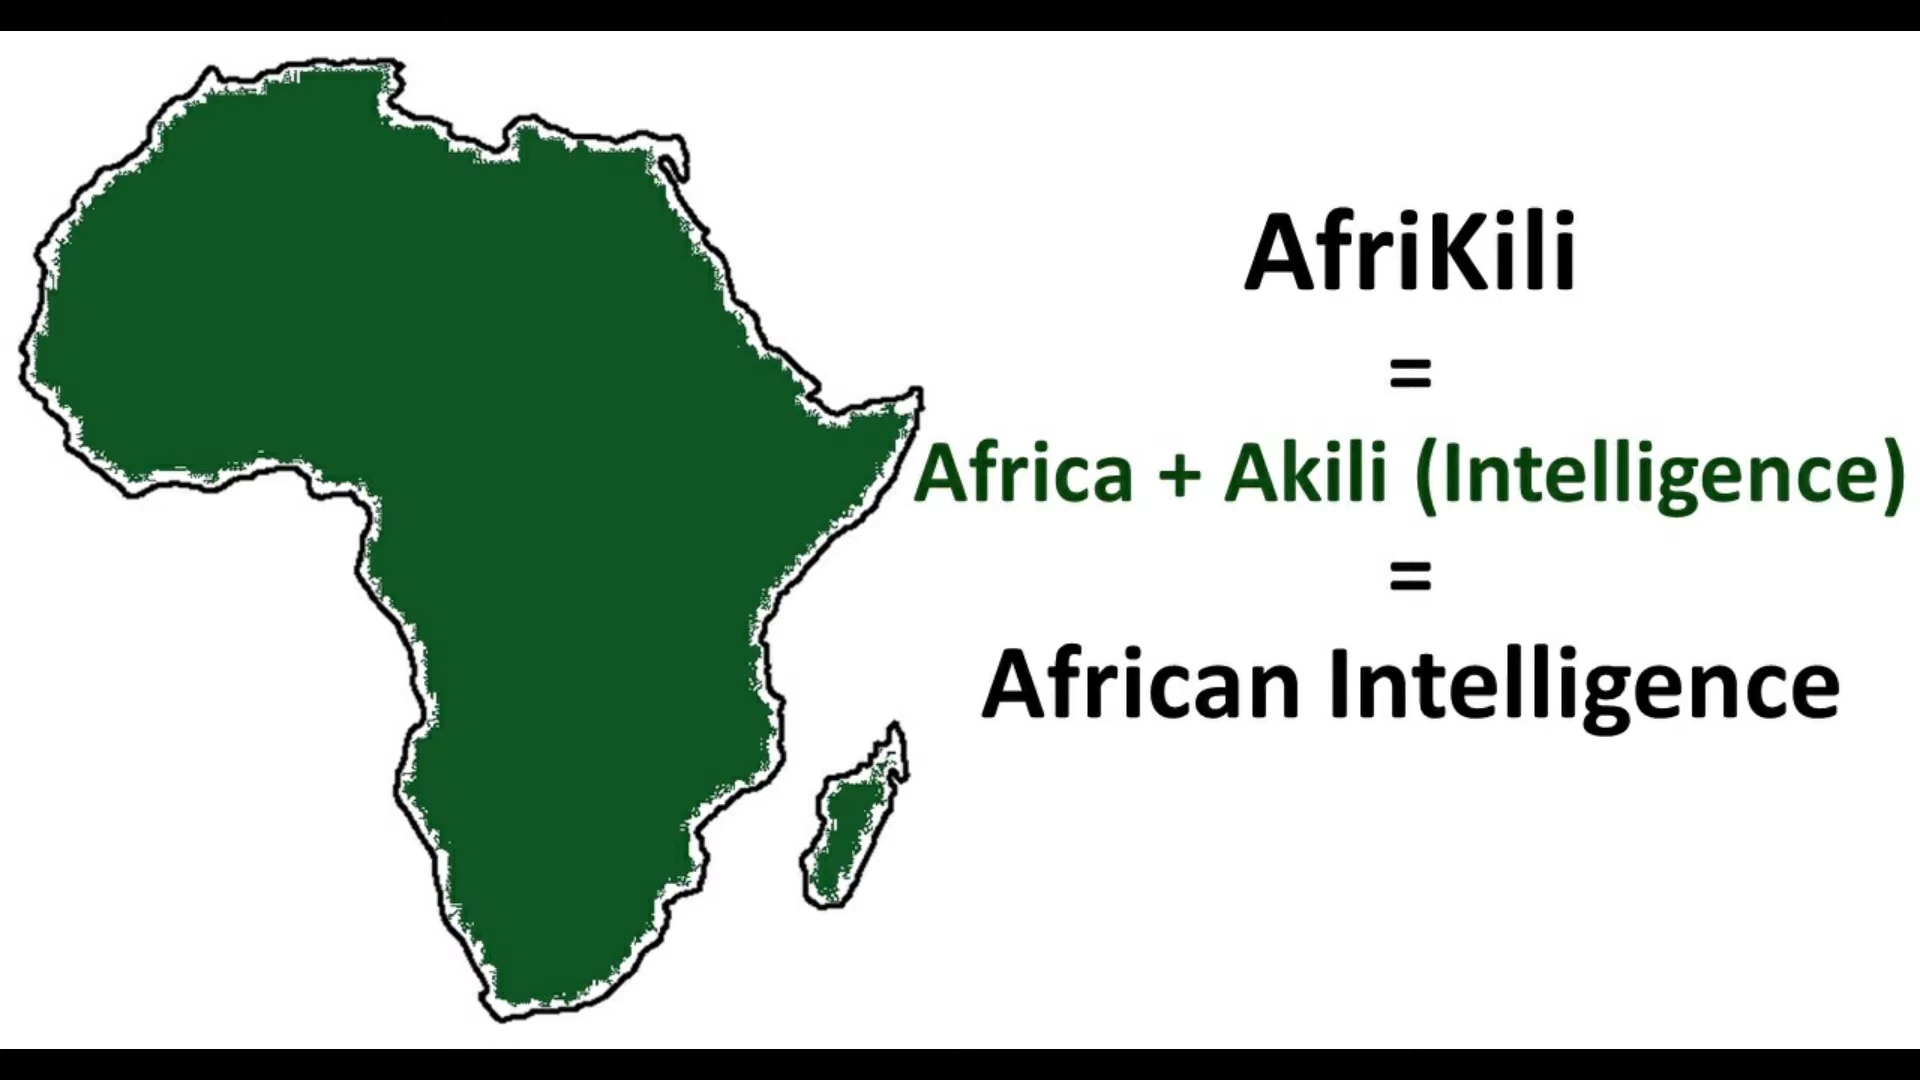 AfriKili
=
Africa + Akili (Intelligence)
=
African Intelligence